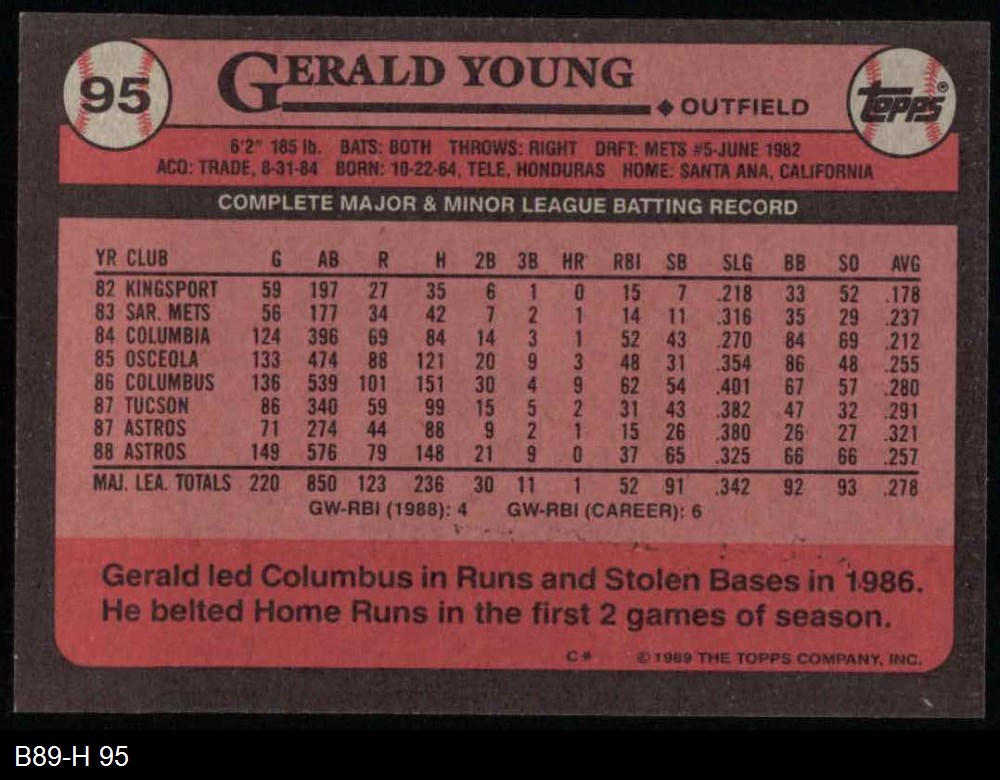 95
GERALD YOUNG
◆ OUTFIELD
topps®
6'2" 185 lb. BATS: BOTH THROWS: RIGHT DRFT: METS #5-JUNE 1982
ACQ: TRADE, 8-31-84 BORN: 10-22-64, TELE, HONDURAS HOME: SANTA ANA, CALIFORNIA
COMPLETE MAJOR & MINOR LEAGUE BATTING RECORD
YR CLUB G AB R H 2B 3B HR RBI SB SLG BB SO AVG
82 KINGSPORT 59 197 27 35 6 1 0 15 7 .218 33 52 .178
83 SAR. METS 56 177 34 42 7 2 1 14 11 .316 35 29 .237
84 COLUMBIA 124 396 69 84 14 3 1 52 43 .270 84 69 .212
85 OSCEOLA 133 474 88 121 20 9 3 48 31 .354 86 48 .255
86 COLUMBUS 136 539 101 151 30 4 9 62 54 .401 67 57 .280
87 TUCSON 86 340 59 99 15 5 2 31 43 .382 47 32 .291
87 ASTROS 71 274 44 88 9 2 1 15 26 .380 26 27 .321
88 ASTROS 149 576 79 148 21 9 0 37 65 .325 66 66 .257
MAJ. LEA. TOTALS 220 850 123 236 30 11 1 52 91 .342 92 93 .278
GW-RBI (1988): 4 GW-RBI (CAREER): 6
Gerald led Columbus in Runs and Stolen Bases in 1986.
He belted Home Runs in the first 2 games of season.
C* © 1989 THE TOPPS COMPANY, INC.
B89-H 95